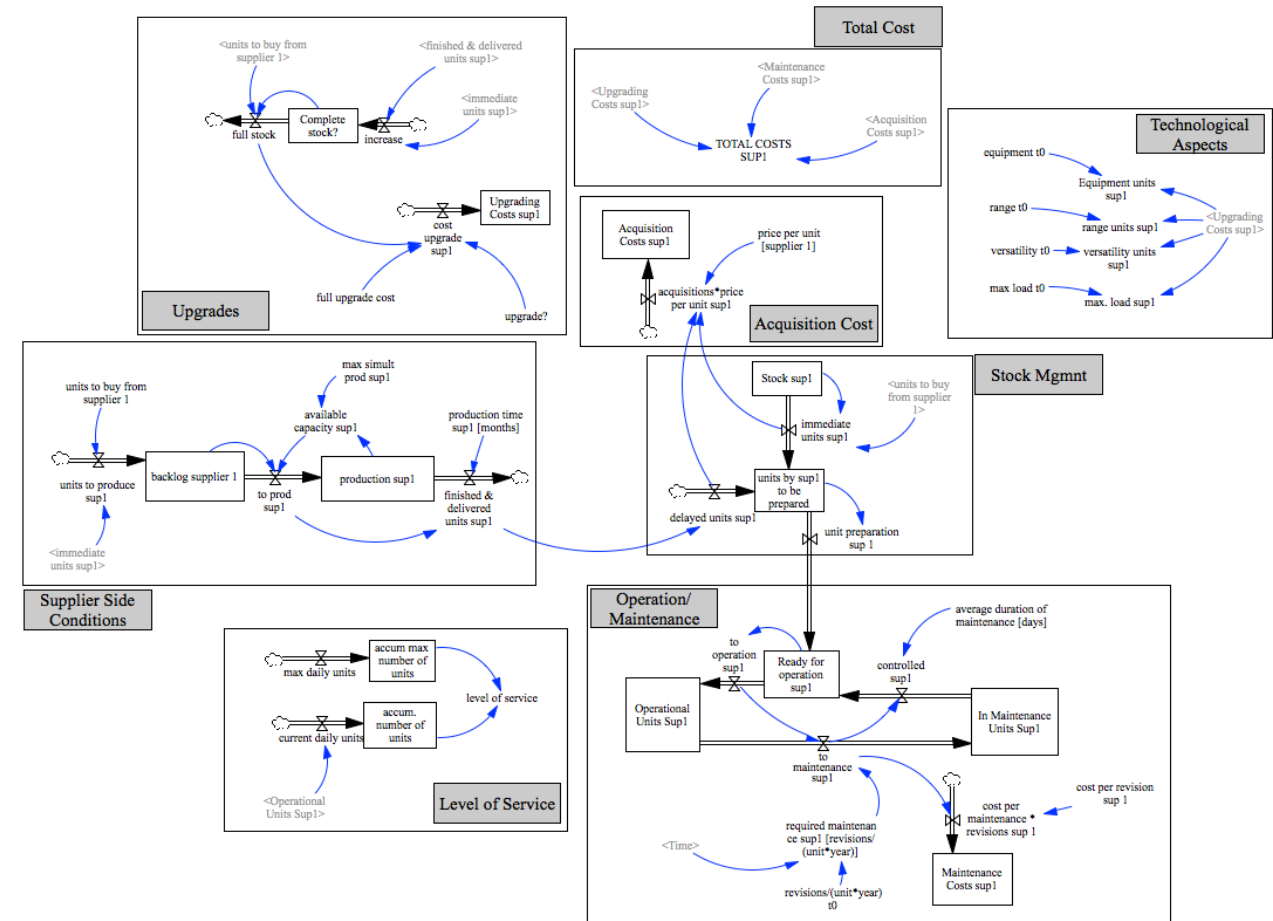 Total Cost
<units to buy from
supplier 1>
<finished & delivered
units sup1>
<immediate
units sup1>
Complete
stock?
full stock
increase
Upgrading
Costs sup1
cost
upgrade
sup1
full upgrade cost
upgrade?
Upgrades
<Maintenance
Costs sup1>
<Upgrading
Costs sup1>
<Acquisition
Costs sup1>
TOTAL COSTS
SUP1
Technological
Aspects
equipment t0
Equipment units
sup1
range t0
range units sup1
<Upgrading
Costs sup1>
versatility t0
versatility units
sup1
max load t0
max. load sup1
Acquisition
Costs sup1
price per unit
[supplier 1]
acquisitions*price
per unit sup1
Acquisition Cost
Stock Mgmnt
Stock sup1
<units to buy
from supplier
1>
immediate
units sup1
units by sup1
to be
prepared
delayed units sup1
unit preparation
sup 1
units to buy from
supplier 1
max simult
prod sup1
available
capacity sup1
production time
sup1 [months]
backlog supplier 1
production sup1
units to produce
sup1
to prod
sup1
finished &
delivered
units sup1
<immediate
units sup1>
Supplier Side
Conditions
Operation/
Maintenance
average duration of
maintenance [days]
to
operation
sup1
Ready for
operation
sup1
controlled
sup1
Operational
Units Sup1
In Maintenance
Units Sup1
to
maintenance
sup1
cost per revision
sup 1
cost per
maintenance *
revisions sup 1
required maintenan
ce sup1 [revisions/
(unit*year)]
<Time>
revisions/(unit*year)
t0
Maintenance
Costs sup1
accum max
number of
units
max daily units
level of service
accum.
number of
units
current daily units
<Operational
Units Sup1>
Level of Service